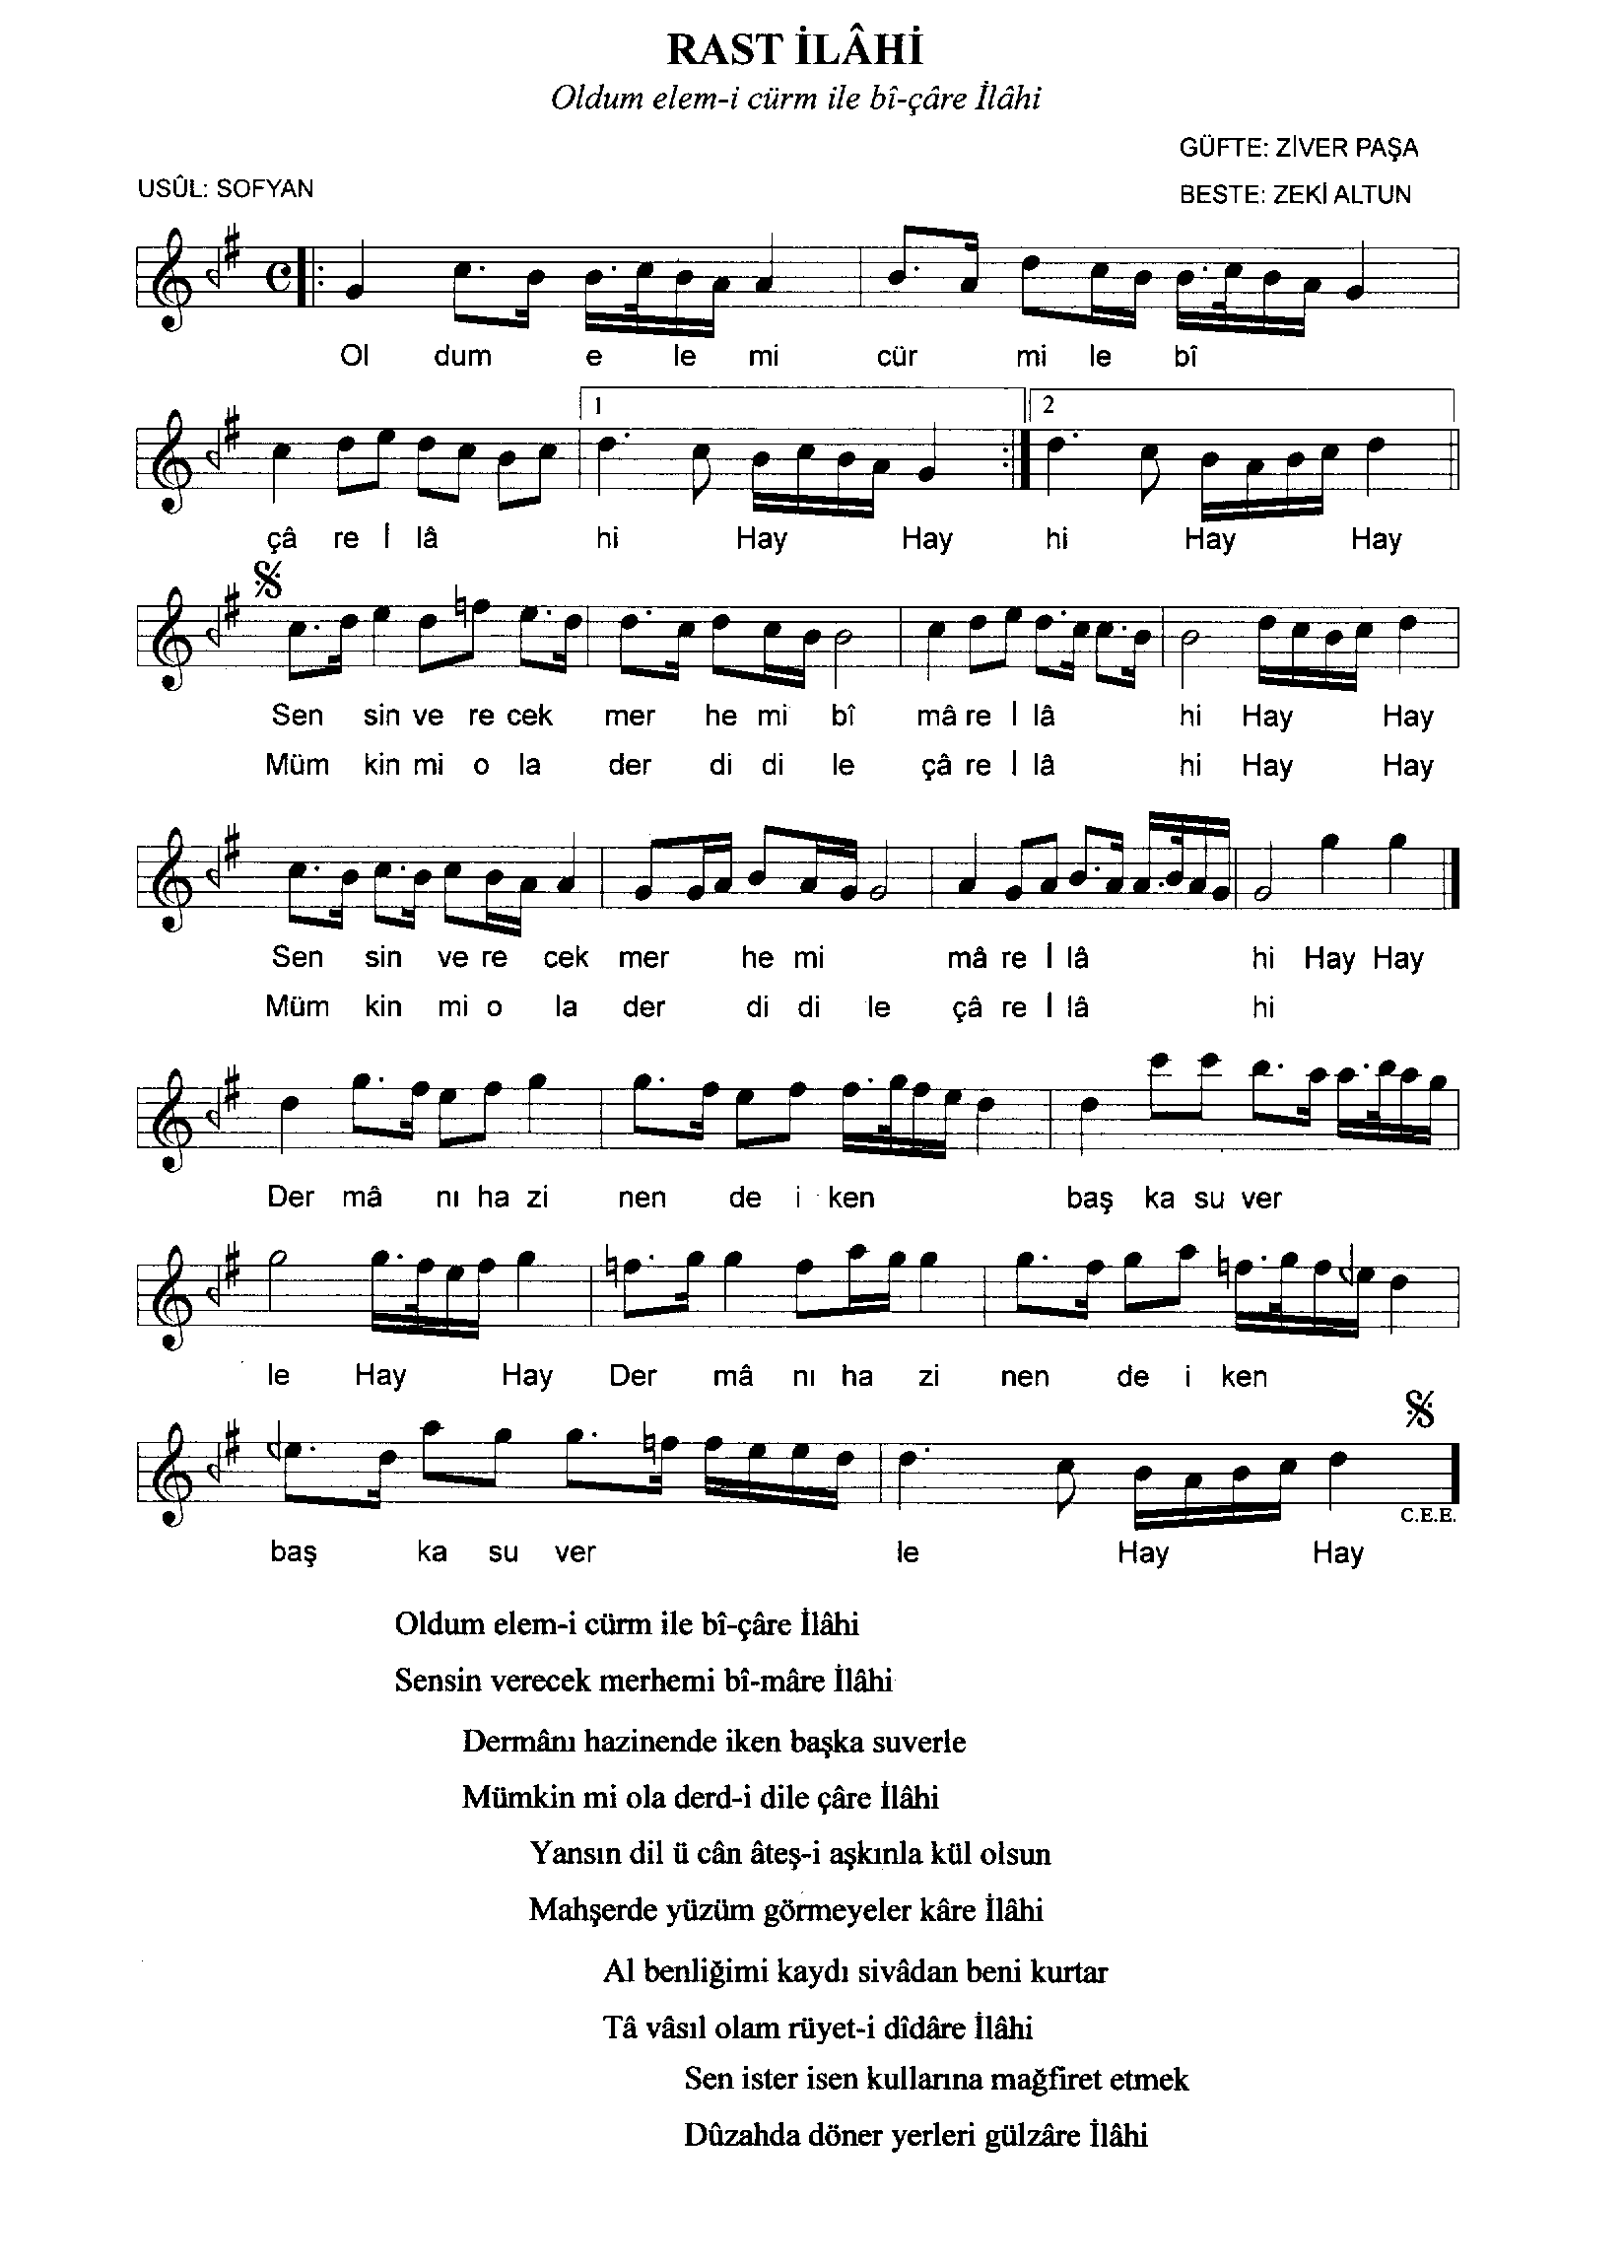 RAST İLÂHİ
Oldum elem-i cürm ile bî-çâre İlâhi
GÜFTE: ZİVER PAŞA
USÛL: SOFYAN
BESTE: ZEKİ ALTUN
Ol dum e le mi cür mi le bî
1 2
çâ re İ lâ hi Hay Hay hi Hay Hay
Sen sin ve re cek mer he mi bî mâ re İ lâ hi Hay Hay
Müm kin mi o la der di di le çâ re İ lâ hi Hay Hay
Sen sin ve re cek mer he mi mâ re İ lâ hi Hay Hay
Müm kin mi o la der di di le çâ re İ lâ hi
Der mâ nı ha zi nen de i ken baş ka su ver
le Hay Hay Der mâ nı ha zi nen de i ken
C.E.E.
baş ka su ver le Hay Hay
Oldum elem-i cürm ile bî-çâre İlâhi
Sensin verecek merhemi bî-mâre İlâhi
Dermânı hazinende iken başka suverle
Mümkin mi ola derd-i dile çâre İlâhi
Yansın dil ü cân âteş-i aşkınla kül olsun
Mahşerde yüzüm görmeyeler kâre İlâhi
Al benliğimi kaydı sivâdan beni kurtar
Tâ vâsıl olam rüyet-i dîdâre İlâhi
Sen ister isen kullarına mağfiret etmek
Dûzahda döner yerleri gülzâre İlâhi